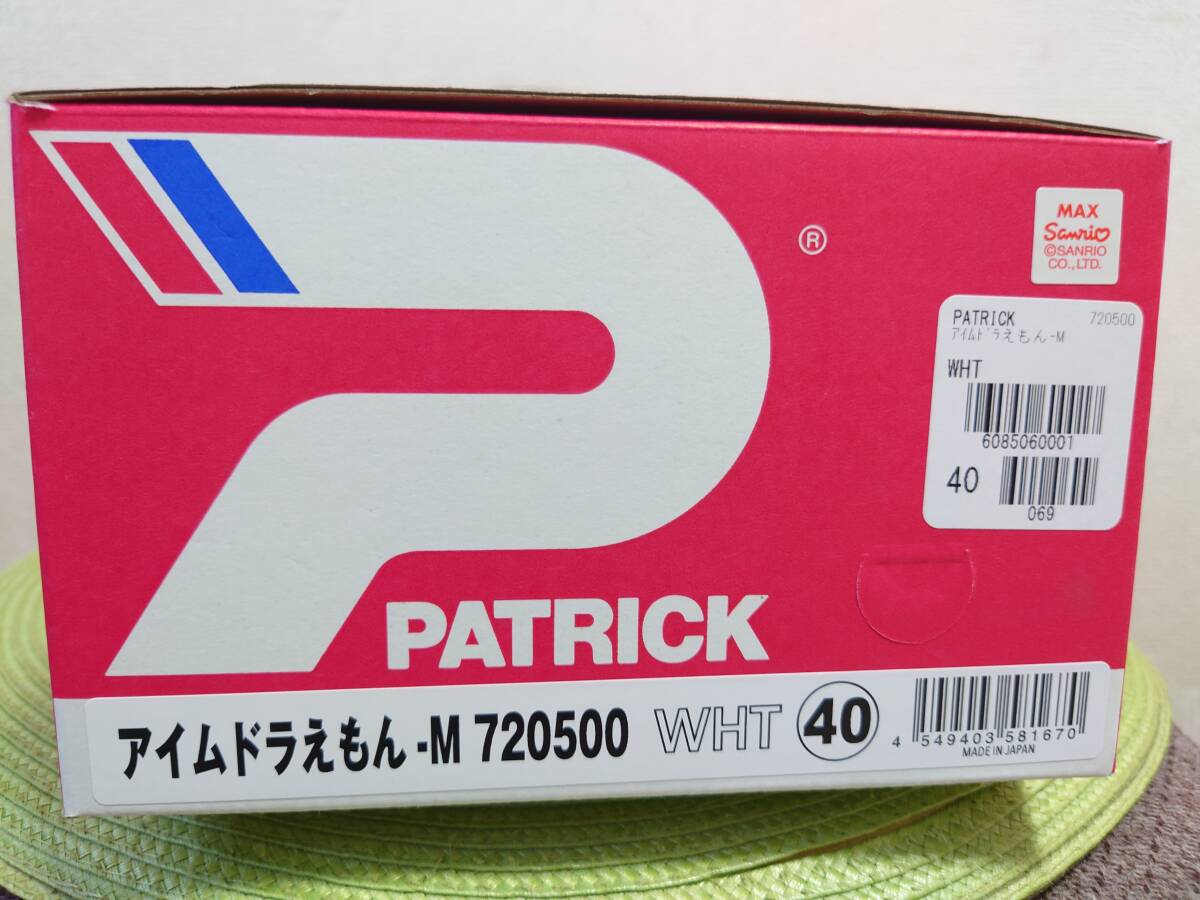 ®
MAX
Sanrio
©SANRIO
CO., LTD.
PATRICK 720500
アイムドラえもん-M
WHT
6085060001
40
069
PATRICK
アイムドラえもん-M 720500 WHT 40
4 549403 581670
MADE IN JAPAN